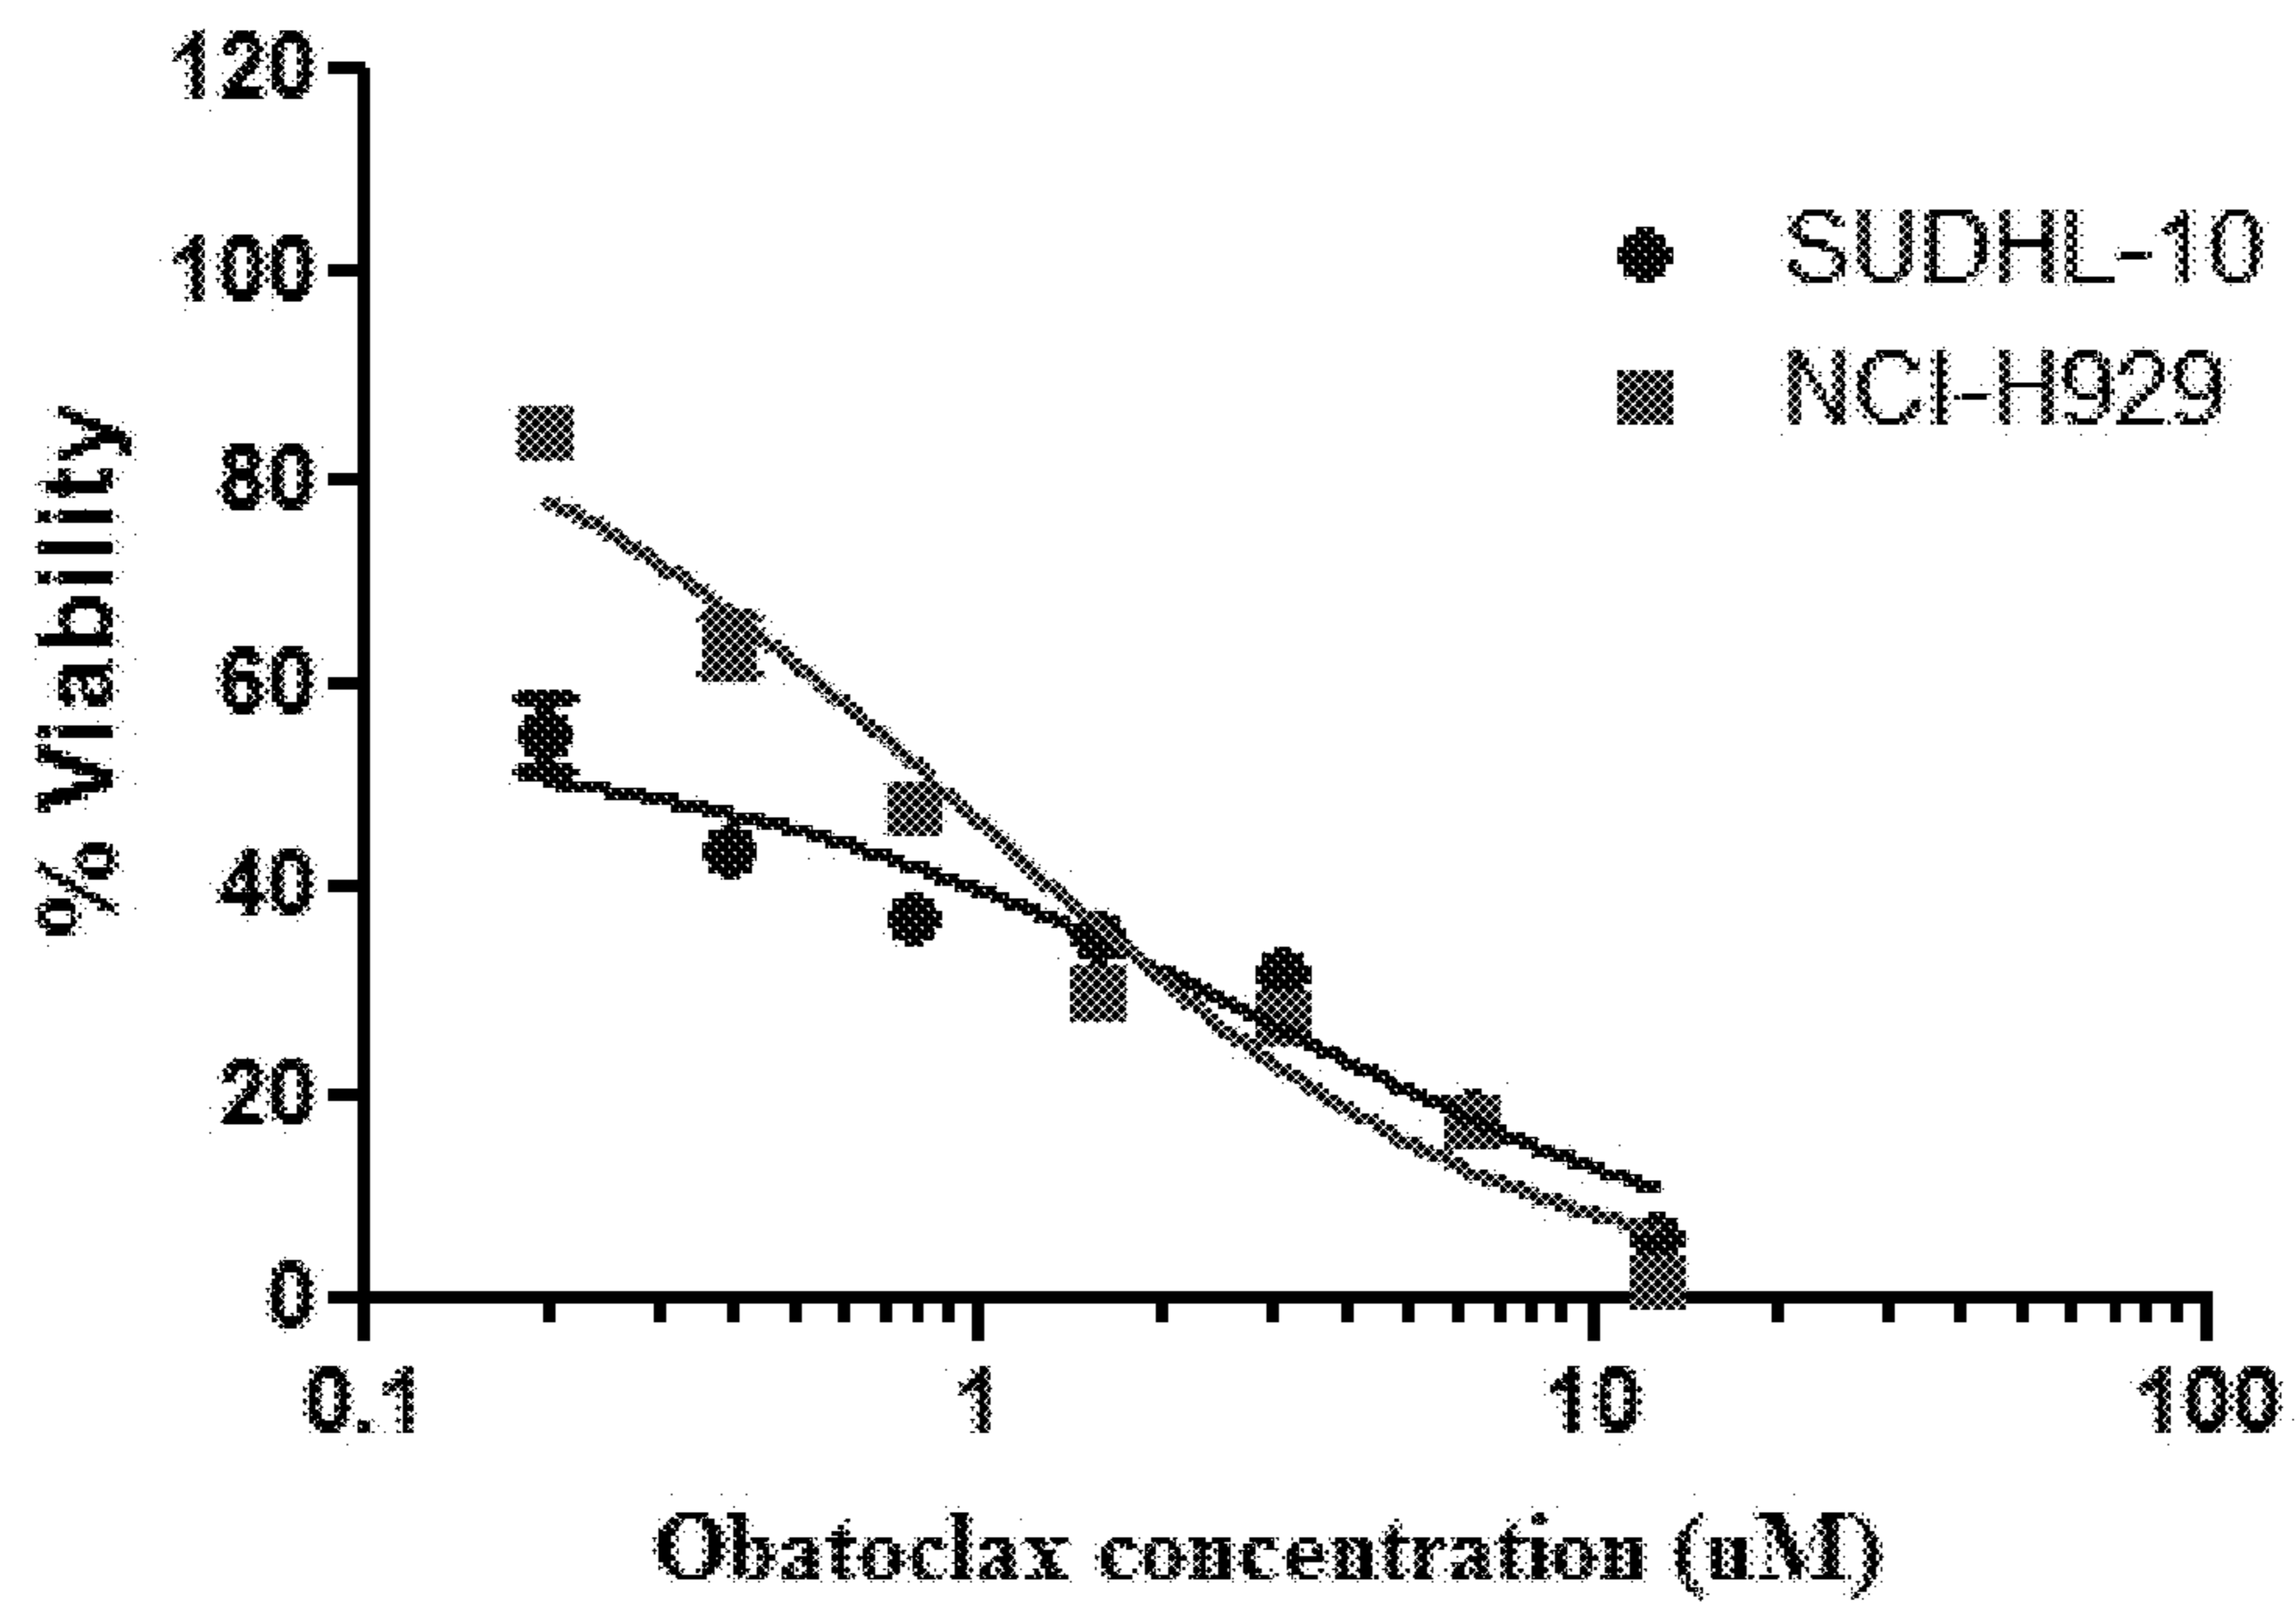 120
100
80
60
40
20
0
% Viability
SUDHL-10
NCI-H929
0.1 1 10 100
Obatoclax concentration (uM)